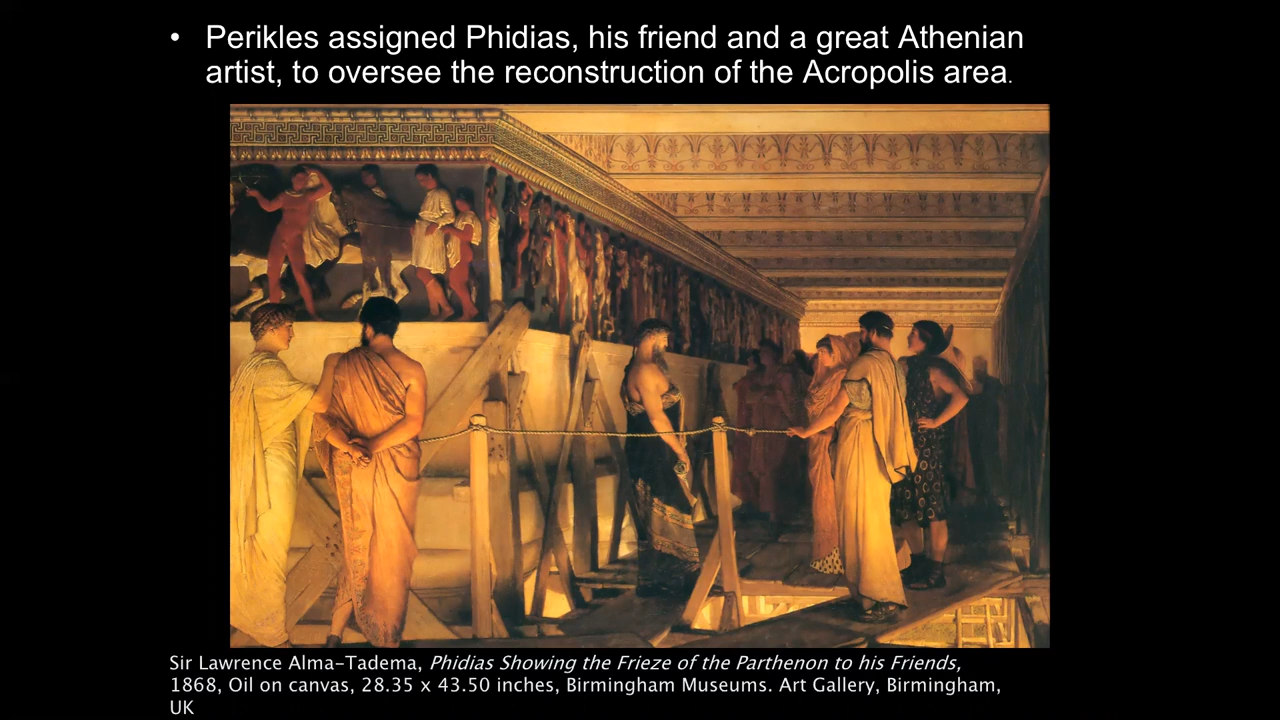 • Perikles assigned Phidias, his friend and a great Athenian
artist, to oversee the reconstruction of the Acropolis area.
Sir Lawrence Alma-Tadema, Phidias Showing the Frieze of the Parthenon to his Friends,
1868, Oil on canvas, 28.35 x 43.50 inches, Birmingham Museums. Art Gallery, Birmingham,
UK